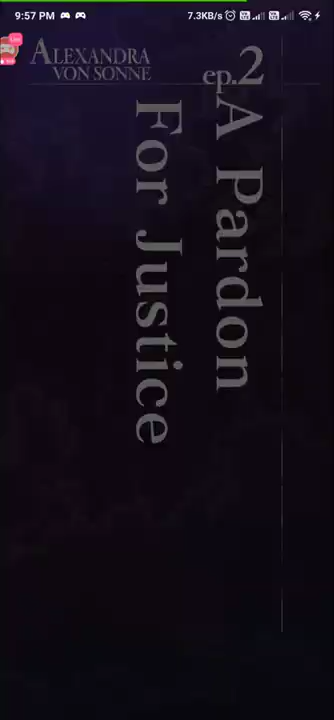 9:57 PM
7.3KB/s
ALEXANDRA
VON SONNE
ep.2
A Pardon
For Justice